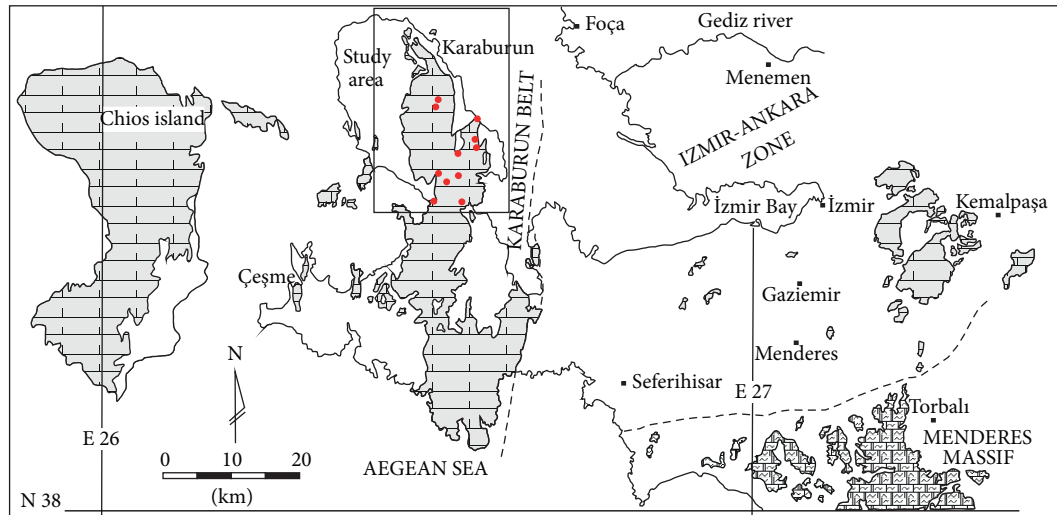 Foça
Gediz river
Karaburun
Study
area
Menemen
Chios island
KARABURUN BELT
IZMIR-ANKARA
ZONE
İzmir Bay
İzmir
Kemalpaşa
Çeşme
Gaziemir
N
Menderes
Seferihisar
E 27
Torbalı
E 26
MENDERES
MASSIF
AEGEAN SEA
0 10 20
(km)
N 38